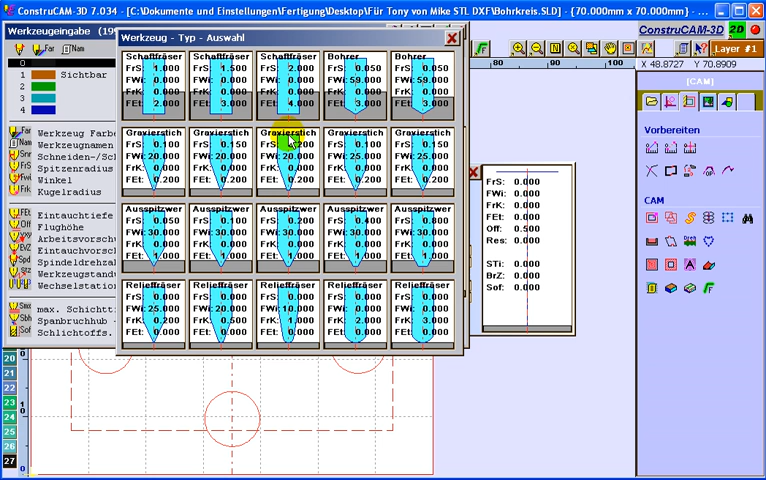 ConstruCAM-3D 7.034 - [C:\Dokumente und Einstellungen\Fertigung\Desktop\Für Tony von Mike STL DXF\Bohrkreis.SLD] - {70.000mm x 70.000mm}
Werkzeugeingabe
Far
Nam
0
1 Sichtbar
2
3
4
Werkzeug Farbe
Werkzeugnamen
Schneiden-/Sc
Spitzenradius
Winkel
Kugelradius
Eintauchtiefe
Flughöhe
Arbeitsvorsch
Eintauchvorsch
Spindeldrehzahl
Werkzeugstand
Wechselstation
max. Schichtti
Spanbruchhub
Schlichtoffs.
Werkzeug - Typ - Auswahl
Schaftfräser Schaftfräser Schaftfräser Bohrer Bohrer
FrS: 1.000 FrS: 1.500 FrS: 2.000 FrS: 0.050 FrS: 0.050
FWi: 0.000 FWi: 0.000 FWi: 0.000 FWi: 59.000 FWi: 59.000
FrK: 0.000 FrK: 0.000 FrK: 0.000 FrK: 0.000 FrK: 0.000
FEt: 2.000 FEt: 3.000 FEt: 4.000 FEt: 3.000 FEt: 3.000
Gravierstich Gravierstich Gravierstich Gravierstich Gravierstich
FrS: 0.100 FrS: 0.150 FrS: 0.200 FrS: 0.100 FrS: 0.150
FWi: 20.000 FWi: 20.000 FWi: 20.000 FWi: 25.000 FWi: 25.000
FrK: 0.000 FrK: 0.000 FrK: 0.000 FrK: 0.000 FrK: 0.000
FEt: 0.200 FEt: 0.200 FEt: 0.200 FEt: 0.200 FEt: 0.200
Ausspitzwer Ausspitzwer Ausspitzwer Ausspitzwer Ausspitzwer
FrS: 0.050 FrS: 0.100 FrS: 0.200 FrS: 0.400 FrS: 0.800
FWi: 30.000 FWi: 30.000 FWi: 30.000 FWi: 30.000 FWi: 30.000
FrK: 0.000 FrK: 0.000 FrK: 0.000 FrK: 0.000 FrK: 0.000
FEt: 1.000 FEt: 1.000 FEt: 1.000 FEt: 1.000 FEt: 1.000
Relieffräser Relieffräser Relieffräser Relieffräser Relieffräser
FrS: 0.000 FrS: 0.000 FrS: 0.000 FrS: 0.000 FrS: 0.000
FWi: 25.000 FWi: 20.000 FWi: 10. FWi: 0.000 FWi: 0.000
FrK: 0.200 FrK: 0.500 FrK: 1.000 FrK: 2.000 FrK: 3.000
FEt: 0.000 FEt: 0.000 FEt: 0.000 FEt: 0.000 FEt: 0.000
FrS: 0.000
FWi: 0.000
FrK: 0.000
FEt: 0.000
Off:
Res: 0.000
STi: 0.000
BrZ: 0.000
Sof: 0.000
80
100
ConstruCAM-3D 2D
Layer #1
X 48.8727 Y 70.8909
[CAM]
Vorbereiten
CAM
20
21
22
23
24
25
26
27
0
0